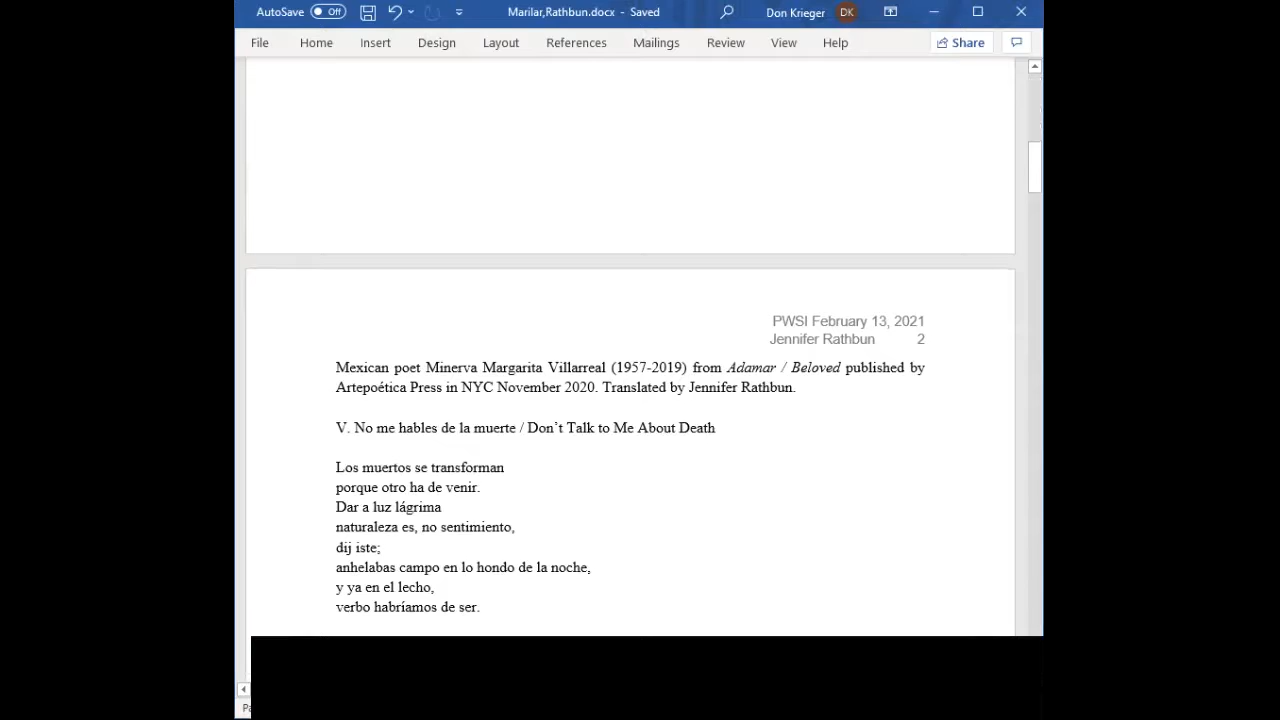 AutoSave Off Marilar,Rathbun.docx - Saved Don Krieger DK
File Home Insert Design Layout References Mailings Review View Help Share
PWSI February 13, 2021
Jennifer Rathbun 2
Mexican poet Minerva Margarita Villarreal (1957-2019) from Adamar / Beloved published by
Artepoética Press in NYC November 2020. Translated by Jennifer Rathbun.
V. No me hables de la muerte / Don’t Talk to Me About Death
Los muertos se transforman
porque otro ha de venir.
Dar a luz lágrima
naturaleza es, no sentimiento,
dij iste;
anhelabas campo en lo hondo de la noche,
y ya en el lecho,
verbo habríamos de ser.